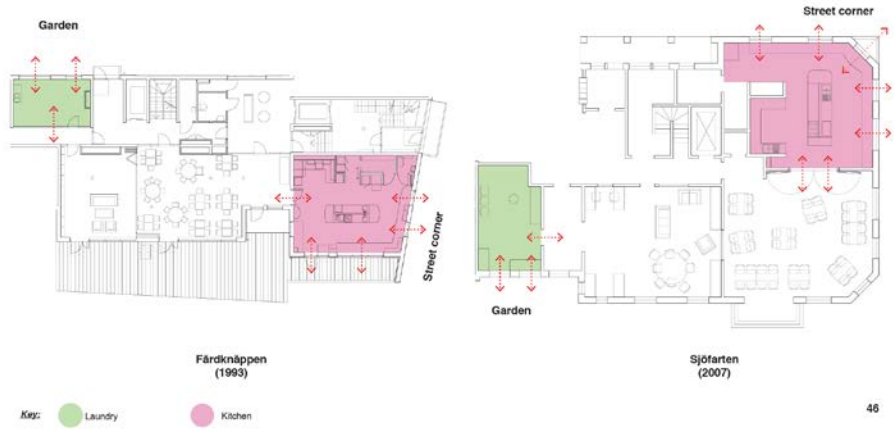 Garden
Street corner
Street corner
Garden
Färdknäppen
(1993)
Sjöfarten
(2007)
Key:
Laundry
Kitchen
46